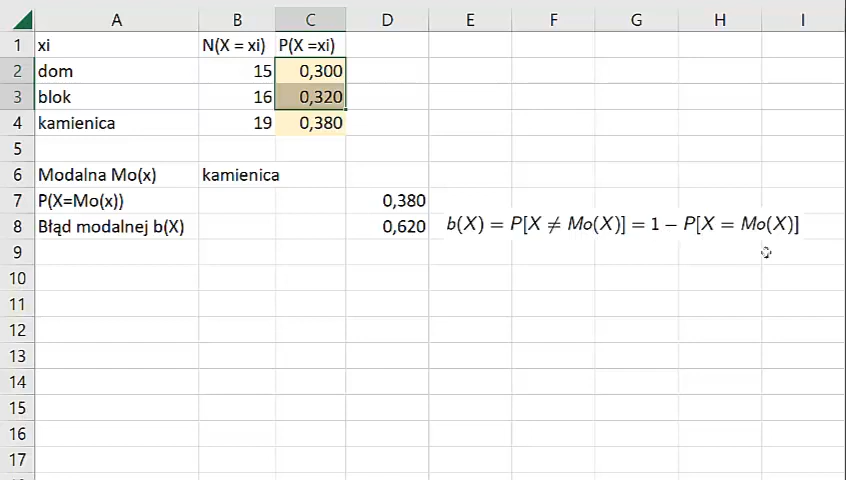 A B C D E F G H I
1 xi N(X = xi) P(X =xi)
2 dom 15 0,300
3 blok 16 0,320
4 kamienica 19 0,380
5
6 Modalna Mo(x) kamienica
7 P(X=Mo(x)) 0,380
8 Błąd modalnej b(X) 0,620 b(X) = P[X ≠ Mo(X)] = 1 − P[X = Mo(X)]
9
10
11
12
13
14
15
16
17